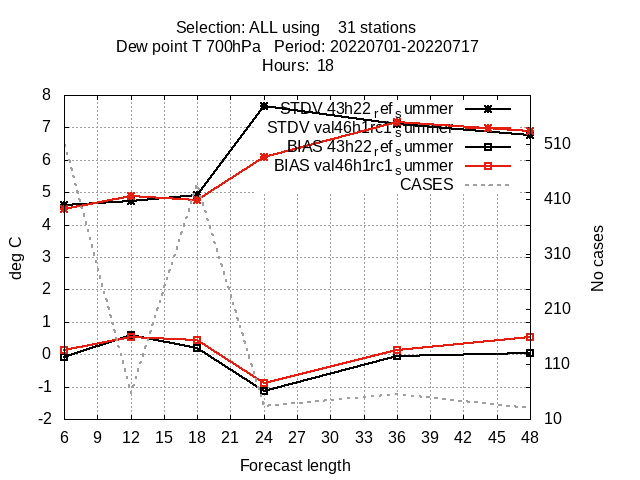 Selection: ALL using    31 stations
Dew point T 700hPa   Period: 20220701-20220717
Hours:  18
STDV 43h22_ref_summer
STDV val46h1rc1_summer
BIAS 43h22_ref_summer
BIAS val46h1rc1_summer
CASES
8
7
6
5
4
3
2
1
0
-1
-2
deg C
510
410
310
210
110
10
No cases
6 9 12 15 18 21 24 27 30 33 36 39 42 45 48
Forecast length